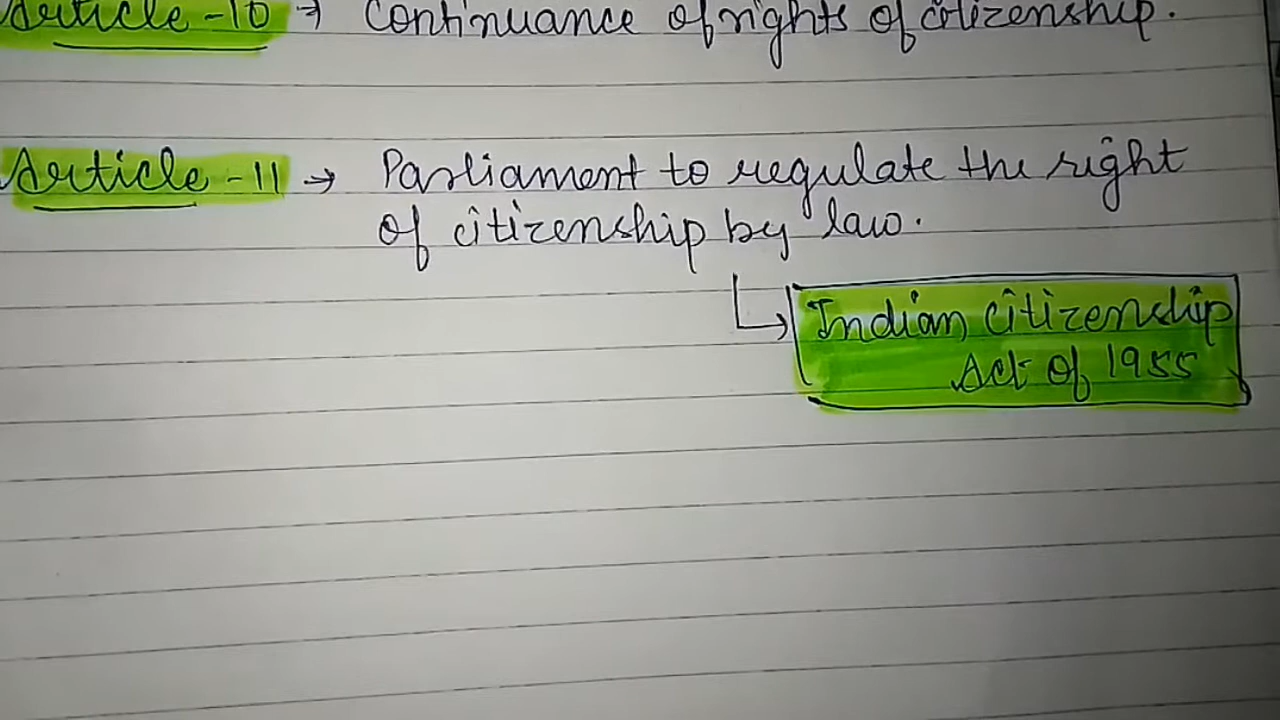 Article -10 → Continuance of rights of citizenship.
Article -11 → Parliament to regulate the right
of citizenship by law.
Indian citizenship
Act of 1955